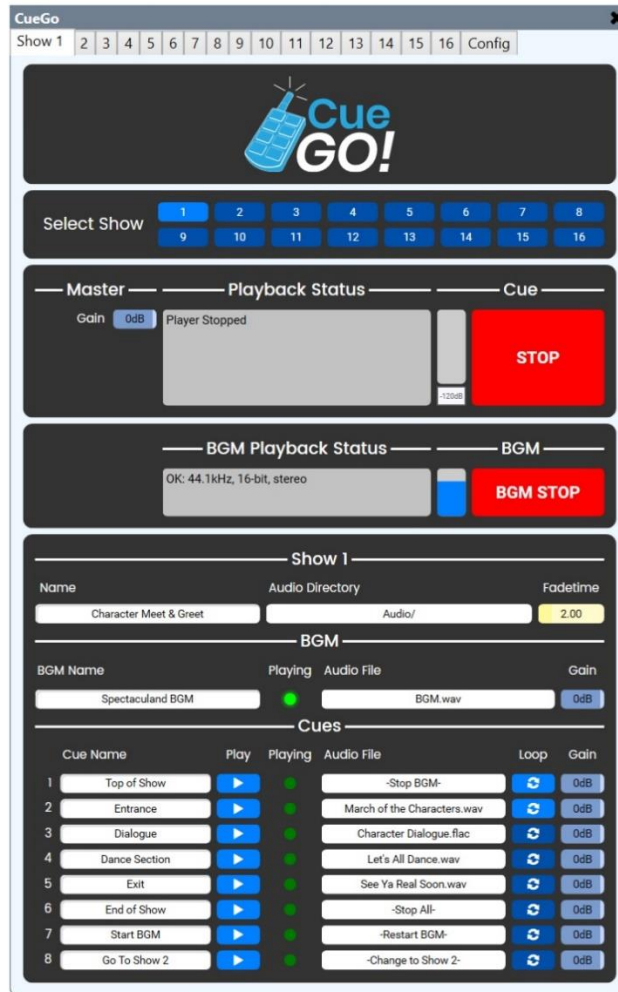 CueGo
Show 1 2 3 4 5 6 7 8 9 10 11 12 13 14 15 16 Config
Cue
GO!
Select Show
1 2 3 4 5 6 7 8
9 10 11 12 13 14 15 16
Master Playback Status Cue
Gain 0dB Player Stopped
STOP
-120dB
BGM Playback Status BGM
OK: 44.1kHz, 16-bit, stereo
BGM STOP
Show 1
Name Audio Directory Fadetime
Character Meet & Greet Audio/ 2.00
BGM
BGM Name Playing Audio File Gain
Spectaculand BGM BGM.wav 0dB
Cues
Cue Name Play Playing Audio File Loop Gain
1 Top of Show -Stop BGM- 0dB
2 Entrance March of the Characters.wav 0dB
3 Dialogue Character Dialogue.flac 0dB
4 Dance Section Let's All Dance.wav 0dB
5 Exit See Ya Real Soon.wav 0dB
6 End of Show -Stop All- 0dB
7 Start BGM -Restart BGM- 0dB
8 Go To Show 2 -Change to Show 2- 0dB